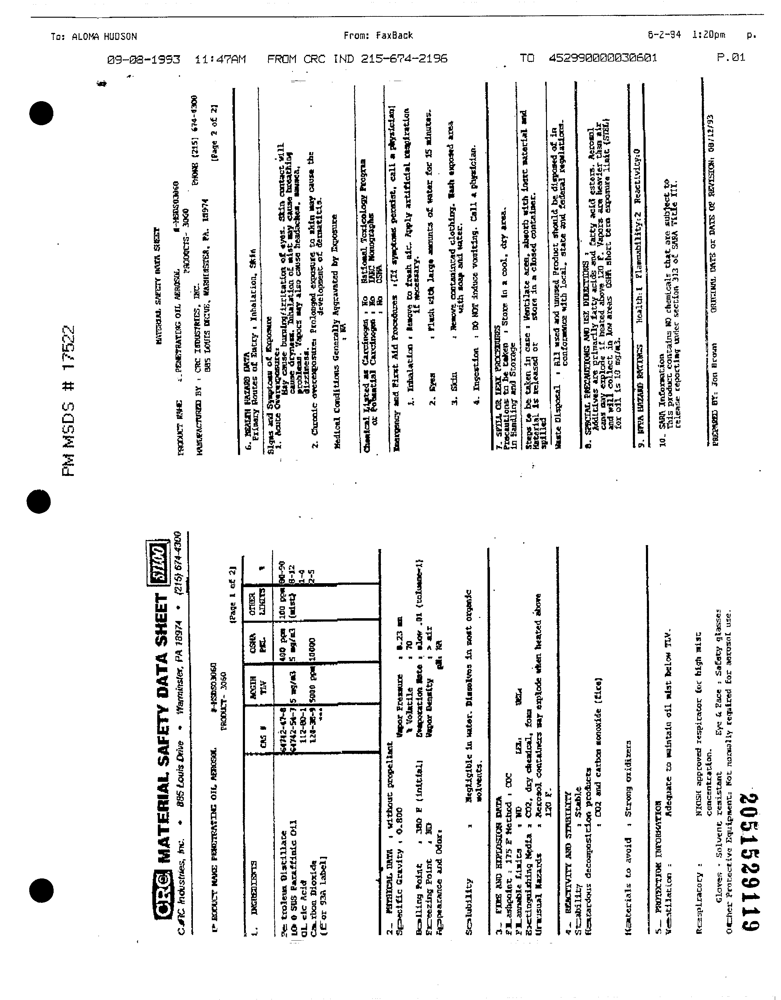 To: ALOMA HUDSON From: FaxBack 6-2-94 1:20pm p.
09-08-1993 11:47AM FROM CRC IND 215-674-2196 TO 452990000030601 P.01
PM MSDS # 17522
CRC MATERIAL SAFETY DATA SHEET
CRC Industries, Inc. • 885 Louis Drive • Warminster, PA 18974 • (215) 674-4300
[Page 1 of 2]
PRODUCT NAME PENETRATING OIL AEROSOL
PRODUCT- 3060
1. INGREDIENTS CAS # ACGIH TLV OSHA PEL OTHER LIMITS %
Petroleum Distillate 64742-47-8 400 ppm 100 ppm 80-90
100 SUS Paraffinic Oil 64742-54-7 5 mg/m3 5 mg/m3 (mist) 8-12
Oleic Acid 112-80-1 1-4
Carbon Dioxide 124-38-9 5000 ppm 10000 2-5
(E or 93A label) ***
2. PHYSICAL DATA : without propellant
Specific Gravity : 0.800 Vapor Pressure : 0.23 mm
% Volatile : 70
Boiling Point : 380 F (initial) Evaporation Rate : slow .01 (toluene=1)
Freezing Point : ND Vapor Density : > air
Appearance and Odor: pH: NA
Solubility : Negligible in water. Dissolves in most organic
solvents.
3. FIRE AND EXPLOSION DATA
Flashpoint : 175 F Method : COC
Flammable Limits : ND LEL: UEL:
Extinguishing Media : CO2, dry chemical, foam
Unusual Hazards : Aerosol containers may explode when heated above
120 F.
4. REACTIVITY AND STABILITY
Stability : Stable
Hazardous decomposition products
: CO2 and carbon monoxide (fire)
Materials to avoid : Strong oxidizers
5. PROTECTION INFORMATION
Ventilation : Adequate to maintain oil mist below TLV.
Respiratory : NIOSH approved respirator for high mist
concentration.
Gloves : Solvent resistant Eye & Face : Safety glasses
Other Protective Equipment: Not normally required for aerosol use.
2051529119
MATERIAL SAFETY DATA SHEET
PRODUCT NAME : PENETRATING OIL AEROSOL
PRODUCT- 3060
MANUFACTURED BY : CRC INDUSTRIES, INC. PHONE (215) 674-4300
885 LOUIS DRIVE, WARMINSTER, PA. 18974
[Page 2 of 2]
6. HEALTH HAZARD DATA
Primary Routes of Entry : Inhalation, Skin
Signs and Symptoms of Exposure
1. Acute Overexposure:
May cause burning/irritation of eyes. Skin contact will
cause dryness. Inhalation of mist may cause breathing
problems. Vapors may also cause headaches, nausea,
dizziness.
2. Chronic overexposure: Prolonged exposure to skin may cause the
development of dermatitis.
Medical Conditions Generally Aggravated by Exposure
: NA
Chemical Listed as Carcinogen : No National Toxicology Program
or Potential Carcinogen : No IARC Monographs
: No OSHA
Emergency and First Aid Procedures : (If symptoms persist, call a physician)
1. Inhalation : Remove to fresh air. Apply artificial respiration
if necessary.
2. Eyes : Flush with large amounts of water for 15 minutes.
3. Skin : Remove contaminated clothing. Wash exposed area
with soap and water.
4. Ingestion : DO NOT induce vomiting. Call a physician.
7. SPILL OR LEAK PROCEDURES
Precautions to be taken : Store in a cool, dry area.
in Handling and Storage
Steps to be taken in case : Ventilate area, absorb with inert material and
Material is released or store in a closed container.
spilled
Waste Disposal : All used and unused Product should be disposed of in
conformance with local, state and federal regulations.
8. SPECIAL PRECAUTIONS AND USE DIRECTIONS :
Additives are primarily fatty acids and fatty acid esters. Aerosol
cans may explode if heated above 120 F. Vapors are heavier than air
and will collect in low areas. OSHA short term exposure limit (STEL)
for oil is 10 mg/m3.
9. NFPA HAZARD RATINGS Health:1 Flammability:2 Reactivity:0
10. SARA Information
This product contains NO chemicals that are subject to
release reporting under section 313 of SARA Title III.
PREPARED BY: Jon Brown ORIGINAL DATE OR DATE OF REVISION: 08/12/93